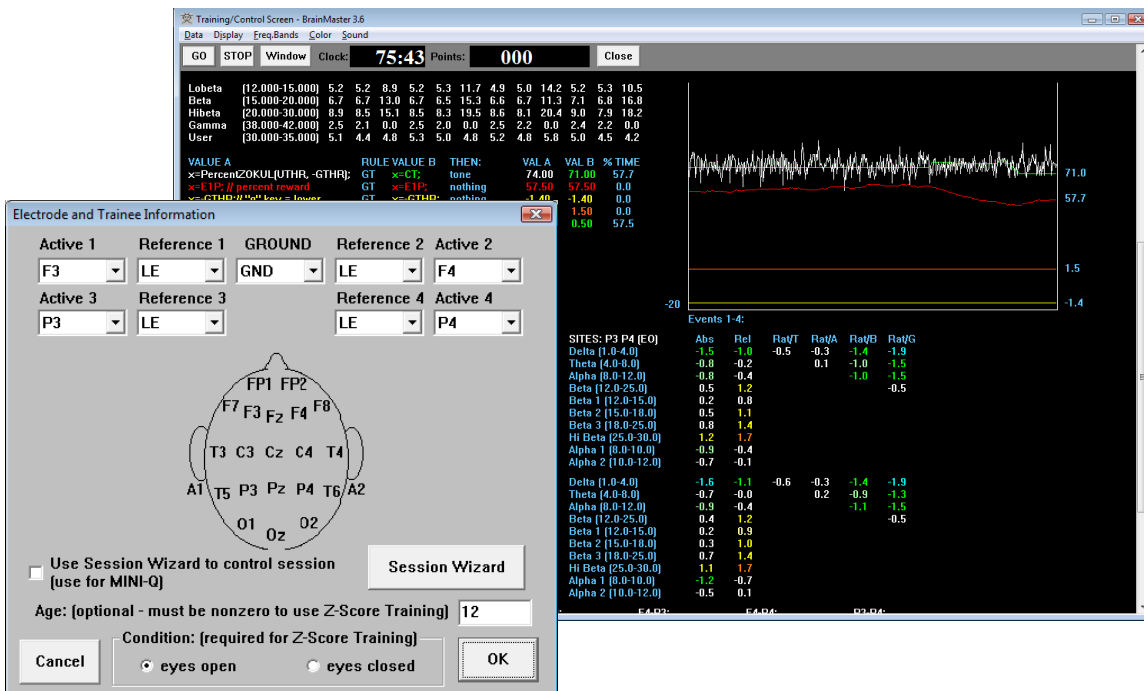 Training/Control Screen - BrainMaster 3.6
Data Display Freq.Bands Color Sound
GO STOP Window Clock: 75:43 Points: 000 Close
Lobeta (12.000-15.000) 5.2 5.2 8.9 5.2 5.3 11.7 4.9 5.0 14.2 5.2 5.3 10.5
Beta (15.000-20.000) 6.7 6.7 13.0 6.7 6.5 15.3 6.6 6.7 11.3 7.1 6.8 16.8
Hibeta (20.000-30.000) 8.9 8.5 15.1 8.5 8.3 19.5 8.6 8.1 20.4 9.0 7.9 18.2
Gamma (38.000-42.000) 2.5 2.1 0.0 2.5 2.0 0.0 2.5 2.2 0.0 2.4 2.2 0.0
User (30.000-35.000) 5.1 4.4 4.8 5.3 5.0 4.8 5.2 4.8 5.8 5.0 4.5 4.2
VALUE A RULE VALUE B THEN: VAL A VAL B % TIME
x=PercentZOKUL(UTHR, -GTHR); GT x=CT; tone 74.00 71.00 57.7
x=E1P; // percent reward GT x=E1P; nothing 57.50 57.50 0.0
x=-GTHR;// "g" key = lower GT x=-GTHR; nothing -1.40 -1.40 0.0
1.50 0.0
0.50 57.5
71.0
57.7
1.5
-20 -1.4
Events 1-4:
SITES: P3 P4 (EO) Abs Rel Rat/T Rat/A Rat/B Rat/G
Delta (1.0-4.0) -1.5 -1.0 -0.5 -0.3 -1.4 -1.9
Theta (4.0-8.0) -0.8 -0.2 0.1 -1.0 -1.5
Alpha (8.0-12.0) -0.8 -0.4 -1.0 -1.5
Beta (12.0-25.0) 0.5 1.2 -0.5
Beta 1 (12.0-15.0) 0.2 0.8
Beta 2 (15.0-18.0) 0.5 1.1
Beta 3 (18.0-25.0) 0.8 1.4
Hi Beta (25.0-30.0) 1.2 1.7
Alpha 1 (8.0-10.0) -0.9 -0.4
Alpha 2 (10.0-12.0) -0.7 -0.1
Delta (1.0-4.0) -1.6 -1.1 -0.6 -0.3 -1.4 -1.9
Theta (4.0-8.0) -0.7 -0.0 0.2 -0.9 -1.3
Alpha (8.0-12.0) -0.9 -0.4 -1.1 -1.5
Beta (12.0-25.0) 0.4 1.2 -0.5
Beta 1 (12.0-15.0) 0.2 0.9
Beta 2 (15.0-18.0) 0.3 1.0
Beta 3 (18.0-25.0) 0.7 1.4
Hi Beta (25.0-30.0) 1.1 1.7
Alpha 1 (8.0-10.0) -1.2 -0.7
Alpha 2 (10.0-12.0) -0.5 0.1
Electrode and Trainee Information
Active 1 Reference 1 GROUND Reference 2 Active 2
F3 LE GND LE F4
Active 3 Reference 3 Reference 4 Active 4
P3 LE LE P4
FP1 FP2
F7 F3 Fz F4 F8
T3 C3 Cz C4 T4
A1 T5 P3 Pz P4 T6 A2
O1 O2
Oz
Use Session Wizard to control session
(use for MINI-Q)
Session Wizard
Age: (optional - must be nonzero to use Z-Score Training) 12
Condition: (required for Z-Score Training)
Cancel eyes open eyes closed OK